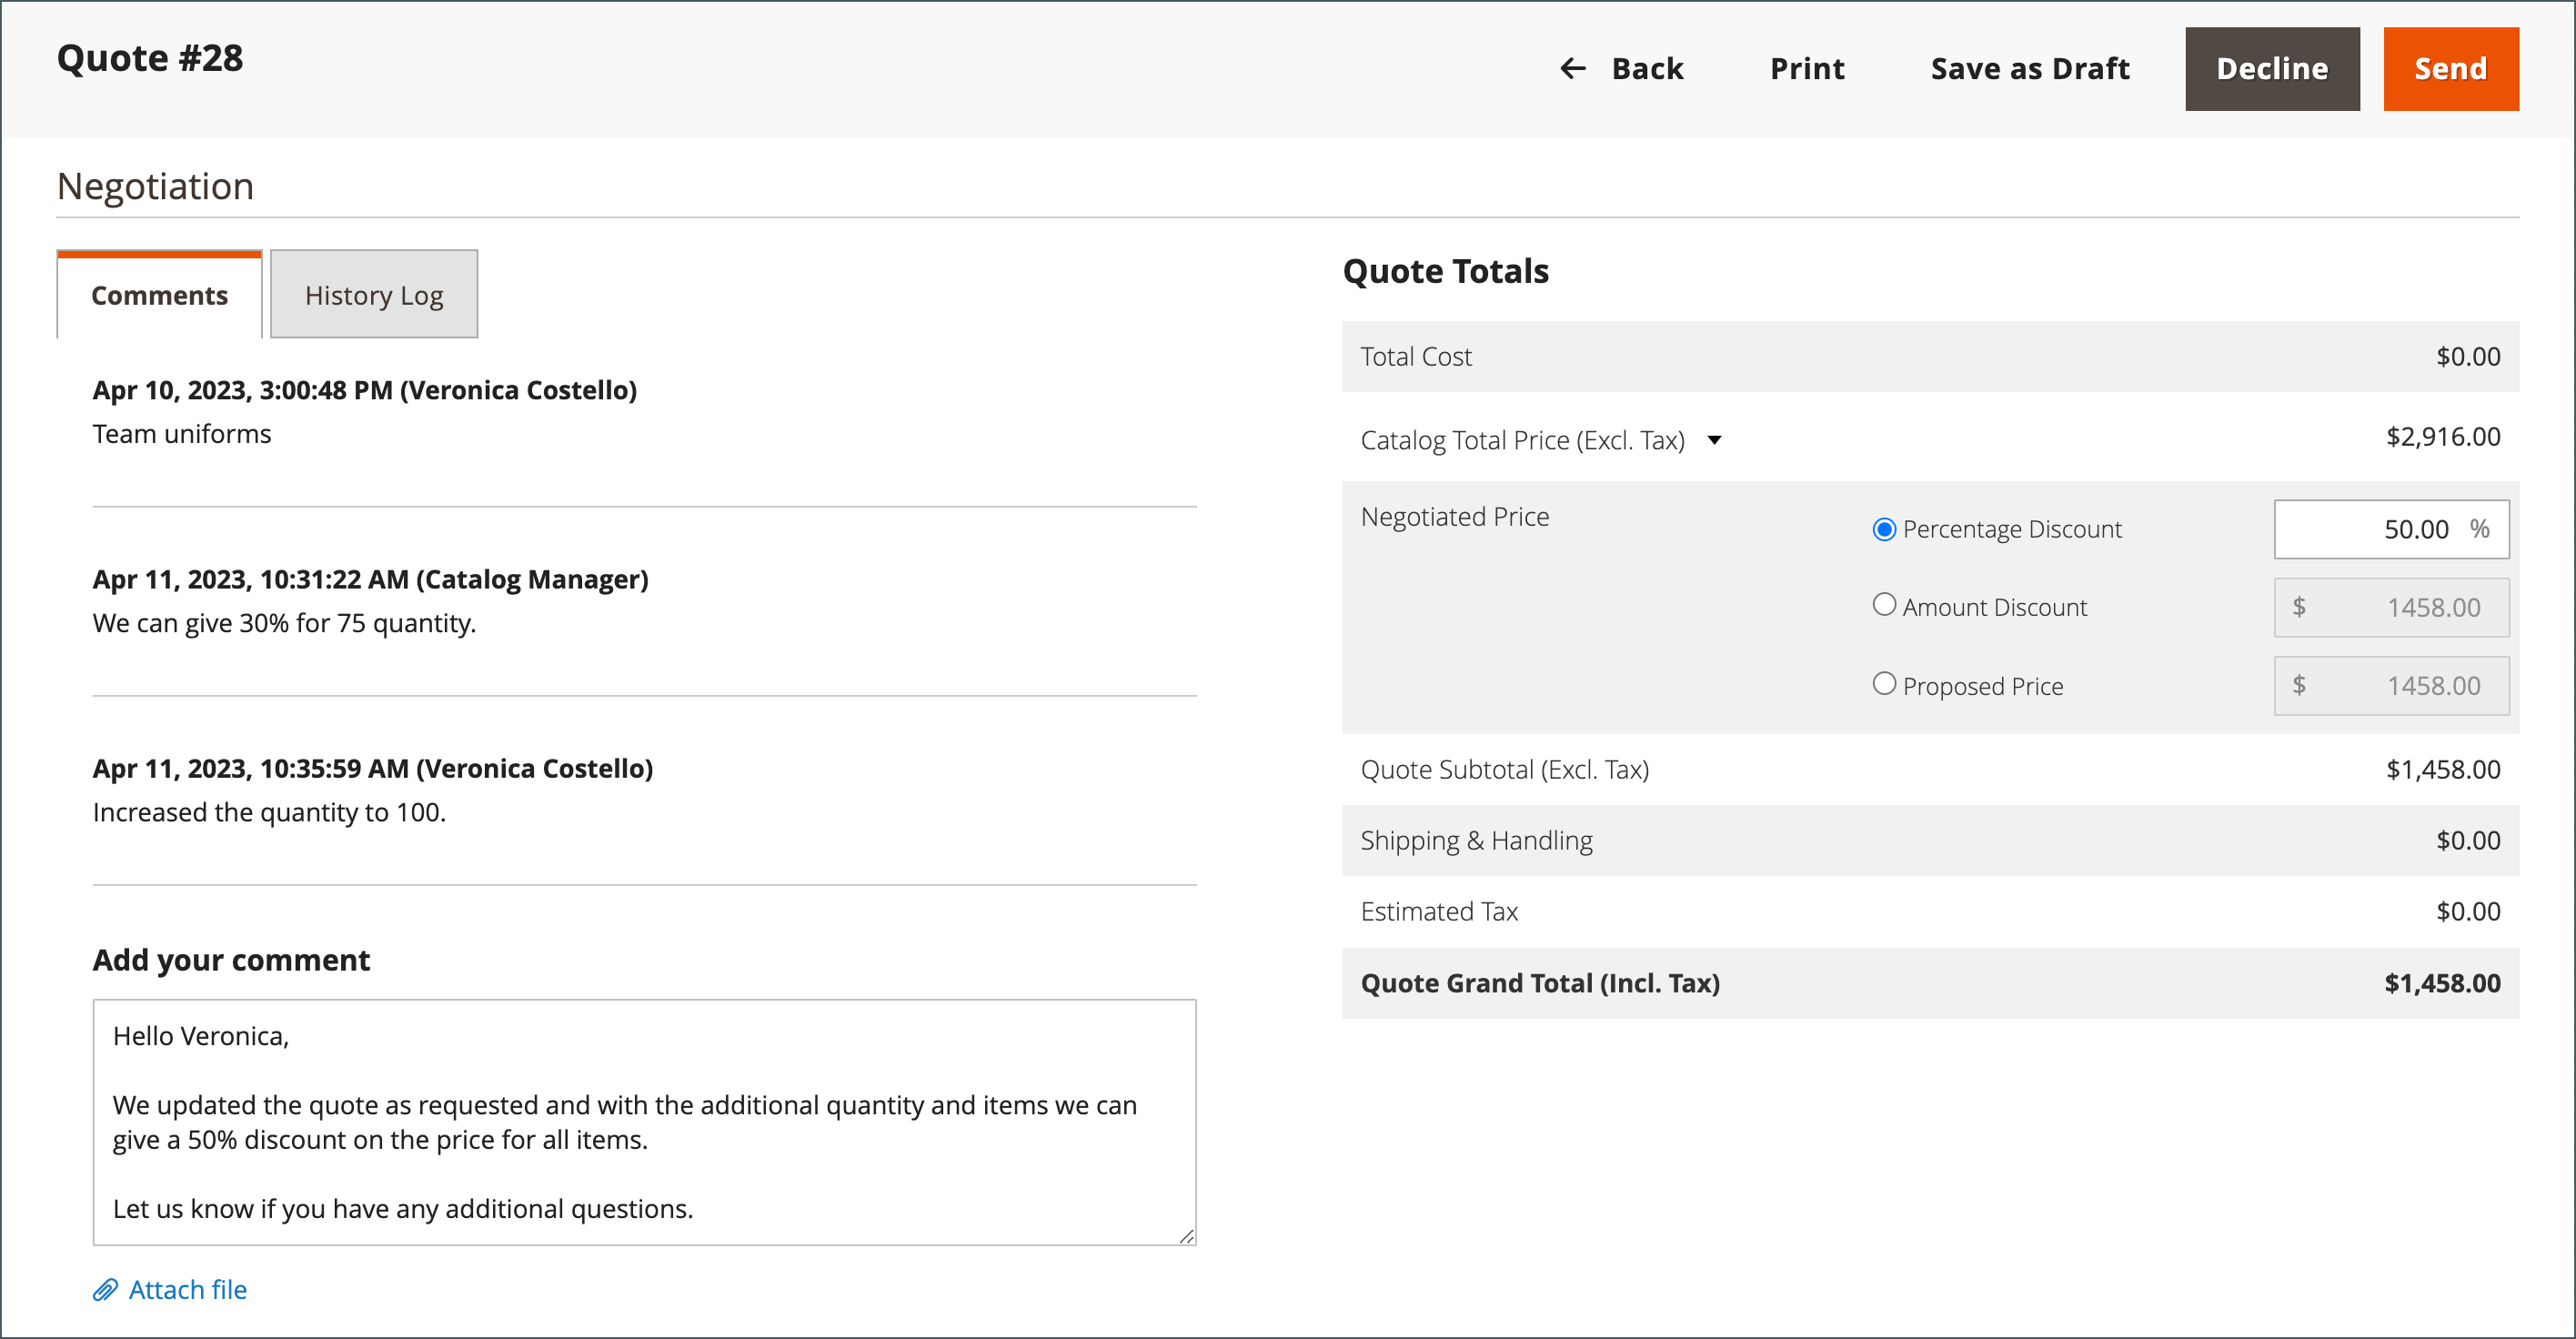 Quote #28
← Back
Print
Save as Draft
Decline
Send
Negotiation
Comments
History Log
Apr 10, 2023, 3:00:48 PM (Veronica Costello)
Team uniforms
Apr 11, 2023, 10:31:22 AM (Catalog Manager)
We can give 30% for 75 quantity.
Apr 11, 2023, 10:35:59 AM (Veronica Costello)
Increased the quantity to 100.
Add your comment
Hello Veronica,
We updated the quote as requested and with the additional quantity and items we can
give a 50% discount on the price for all items.
Let us know if you have any additional questions.
Attach file
Quote Totals
Total Cost $0.00
Catalog Total Price (Excl. Tax) $2,916.00
Negotiated Price
Percentage Discount 50.00 %
Amount Discount $ 1458.00
Proposed Price $ 1458.00
Quote Subtotal (Excl. Tax) $1,458.00
Shipping & Handling $0.00
Estimated Tax $0.00
Quote Grand Total (Incl. Tax) $1,458.00